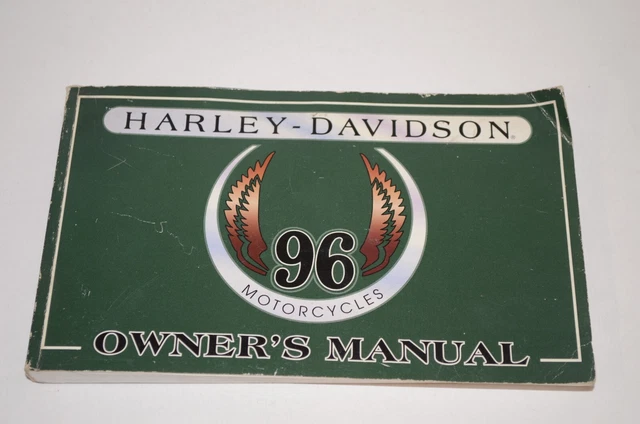 HARLEY-DAVIDSON
96
MOTORCYCLES
OWNER'S MANUAL